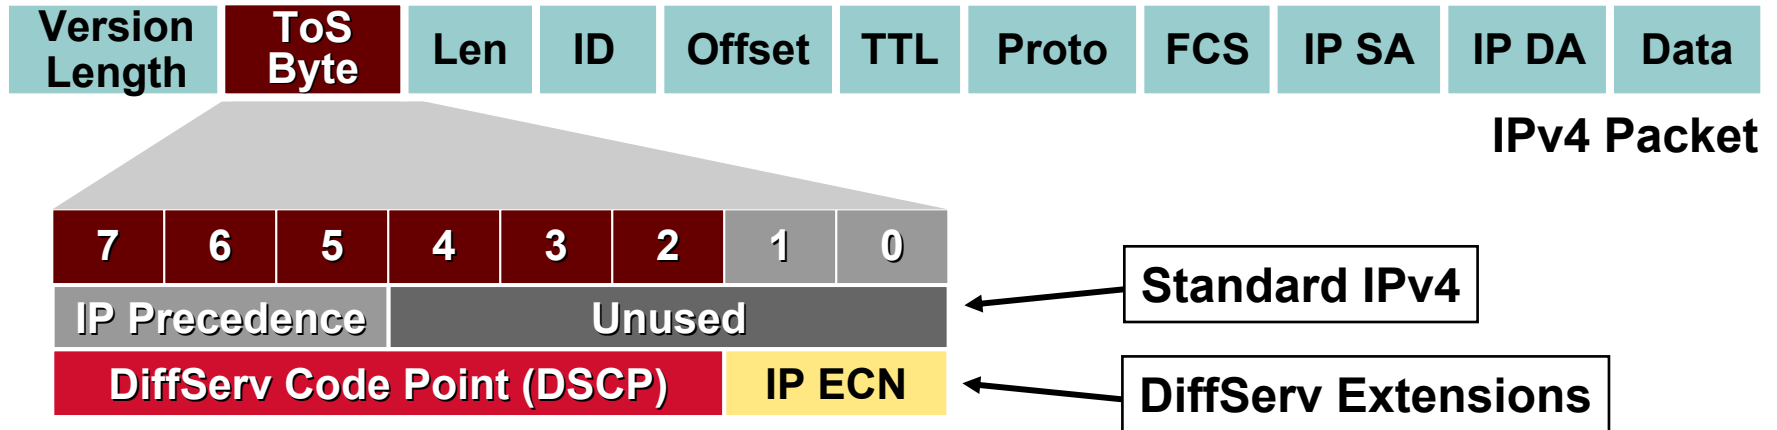 Version Length ToS Byte Len ID Offset TTL Proto FCS IP SA IP DA Data
IPv4 Packet
7 6 5 4 3 2 1 0
IP Precedence Unused
Standard IPv4
DiffServ Code Point (DSCP) IP ECN
DiffServ Extensions